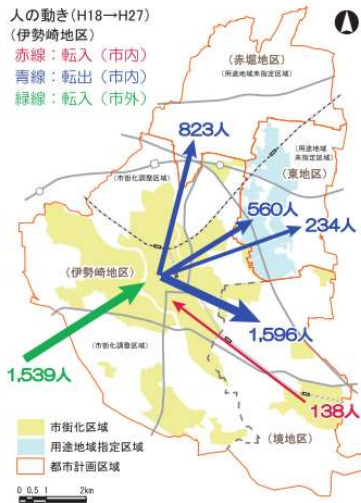 人の動き(H18→H27)
(伊勢崎地区)
赤線：転入（市内）
青線：転出（市内）
緑線：転入（市外）
（赤堀地区）
（用途地域未指定区域）
823人
（市街化調整区域）
（用途地域
未指定区域）
（東地区）
560人
234人
（伊勢崎地区）
1,596人
（市街化調整区域）
1,539人
138人
（境地区）
市街化区域
用途地域指定区域
都市計画区域
0 0.5 1 2km